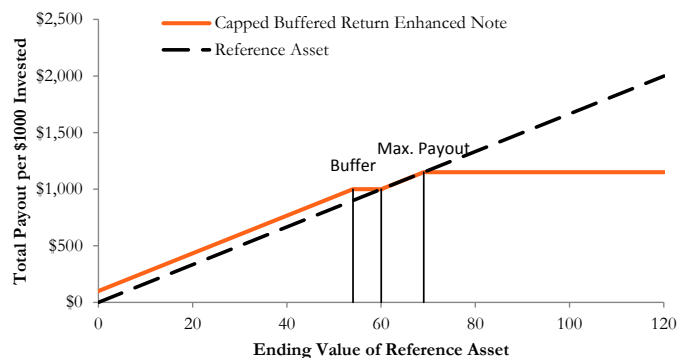 $2,500
Capped Buffered Return Enhanced Note
Reference Asset
$2,000
$1,500
Max. Payout
Buffer
$1,000
$500
$0
0
20
40
60
80
100
120
Total Payout per $1000 Invested
Ending Value of Reference Asset